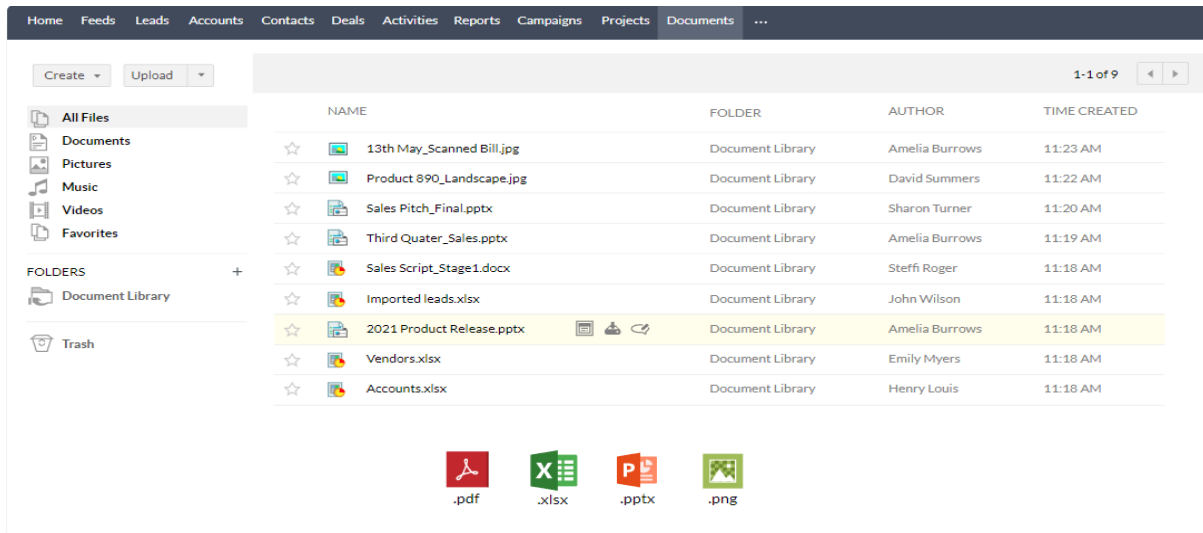 Home Feeds Leads Accounts Contacts Deals Activities Reports Campaigns Projects Documents ...
Create Upload 1-1 of 9
All Files
Documents
Pictures
Music
Videos
Favorites
FOLDERS +
Document Library
Trash
NAME FOLDER AUTHOR TIME CREATED
13th May_Scanned Bill.jpg Document Library Amelia Burrows 11:23 AM
Product 890_Landscape.jpg Document Library David Summers 11:22 AM
Sales Pitch_Final.pptx Document Library Sharon Turner 11:20 AM
Third Quater_Sales.pptx Document Library Amelia Burrows 11:19 AM
Sales Script_Stage1.docx Document Library Steffi Roger 11:18 AM
Imported leads.xlsx Document Library John Wilson 11:18 AM
2021 Product Release.pptx Document Library Amelia Burrows 11:18 AM
Vendors.xlsx Document Library Emily Myers 11:18 AM
Accounts.xlsx Document Library Henry Louis 11:18 AM
X P
.pdf .xlsx .pptx .png